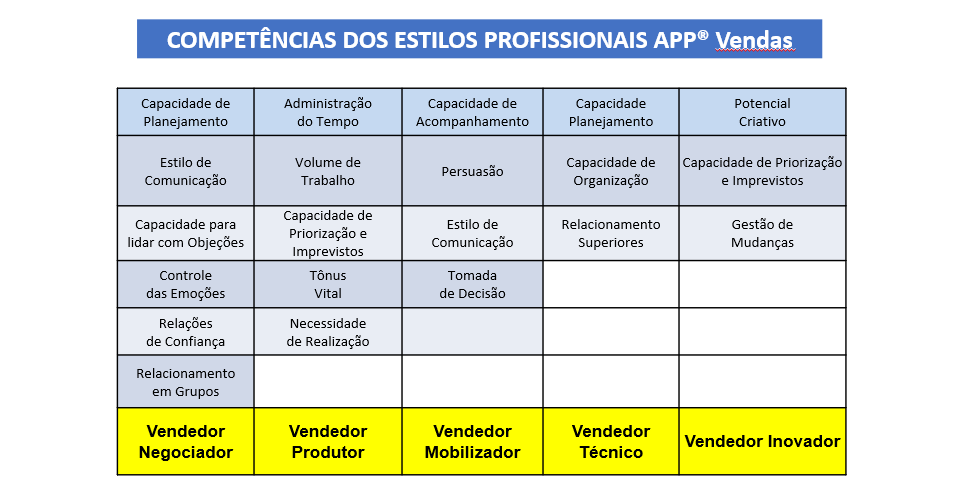 COMPETÊNCIAS DOS ESTILOS PROFISSIONAIS APP® Vendas
Capacidade de
Planejamento
Administração
do Tempo
Capacidade de
Acompanhamento
Capacidade
Planejamento
Potencial
Criativo
Estilo de
Comunicação
Volume de
Trabalho
Persuasão
Capacidade de
Organização
Capacidade de Priorização
e Imprevistos
Capacidade para
lidar com Objeções
Capacidade de
Priorização e
Imprevistos
Estilo de
Comunicação
Relacionamento
Superiores
Gestão de
Mudanças
Controle
das Emoções
Tônus
Vital
Tomada
de Decisão
Relações
de Confiança
Necessidade
de Realização
Relacionamento
em Grupos
Vendedor
Negociador
Vendedor
Produtor
Vendedor
Mobilizador
Vendedor
Técnico
Vendedor Inovador